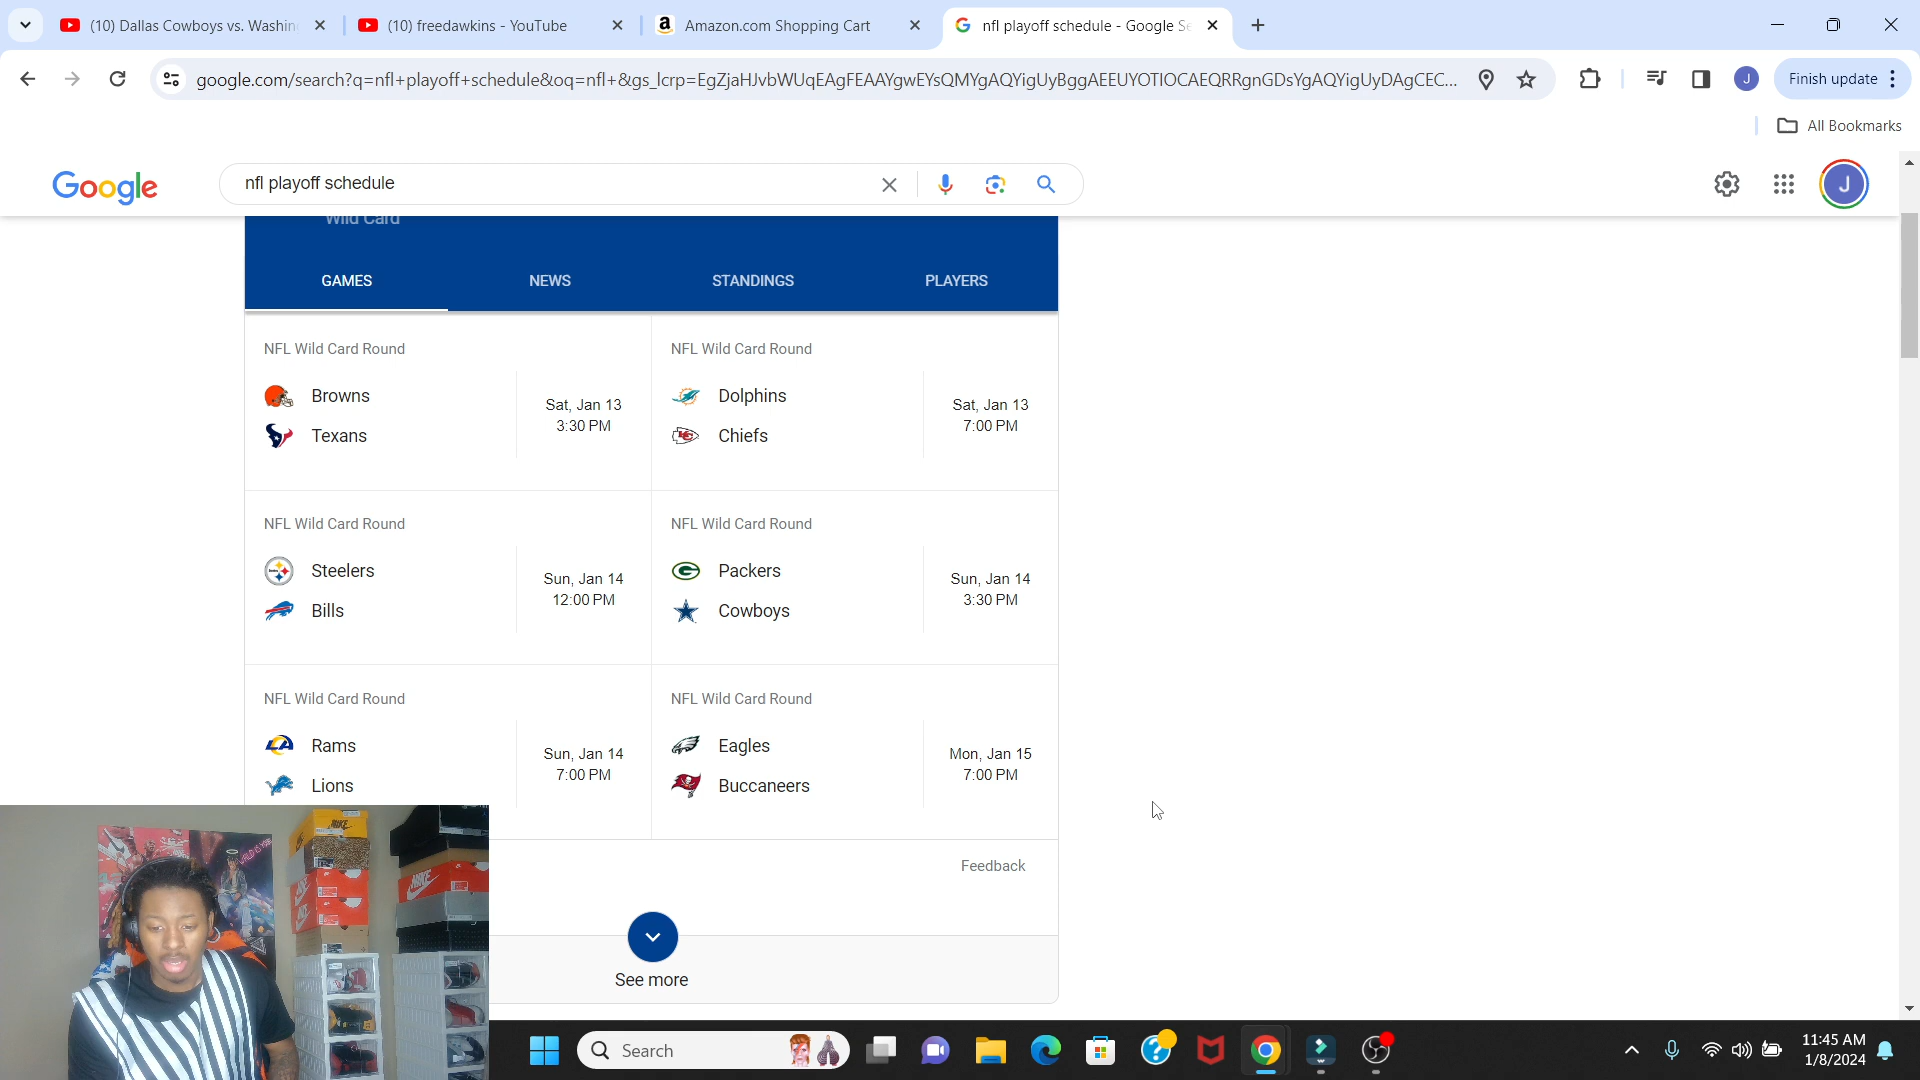 (10) Dallas Cowboys vs. Washin
(10) freedawkins - YouTube
Amazon.com Shopping Cart
nfl playoff schedule - Google Se
google.com/search?q=nfl+playoff+schedule&oq=nfl+&gs_lcrp=EgZjaHJvbWUqEAgFEAAYgwEYsQMYgAQYigUyBggAEEUYOTIOCAEQRRgnGDsYgAQYigUyDAgCEC...
J
Finish update
All Bookmarks
Google
nfl playoff schedule
J
Wild Card
GAMES
NEWS
STANDINGS
PLAYERS
NFL Wild Card Round
Browns
Texans
Sat, Jan 13
3:30 PM
NFL Wild Card Round
Dolphins
Chiefs
Sat, Jan 13
7:00 PM
NFL Wild Card Round
Steelers
Bills
Sun, Jan 14
12:00 PM
NFL Wild Card Round
Packers
Cowboys
Sun, Jan 14
3:30 PM
NFL Wild Card Round
Rams
Lions
Sun, Jan 14
7:00 PM
NFL Wild Card Round
Eagles
Buccaneers
Mon, Jan 15
7:00 PM
Feedback
See more
NIKE
NIKE
Search
11:45 AM
1/8/2024